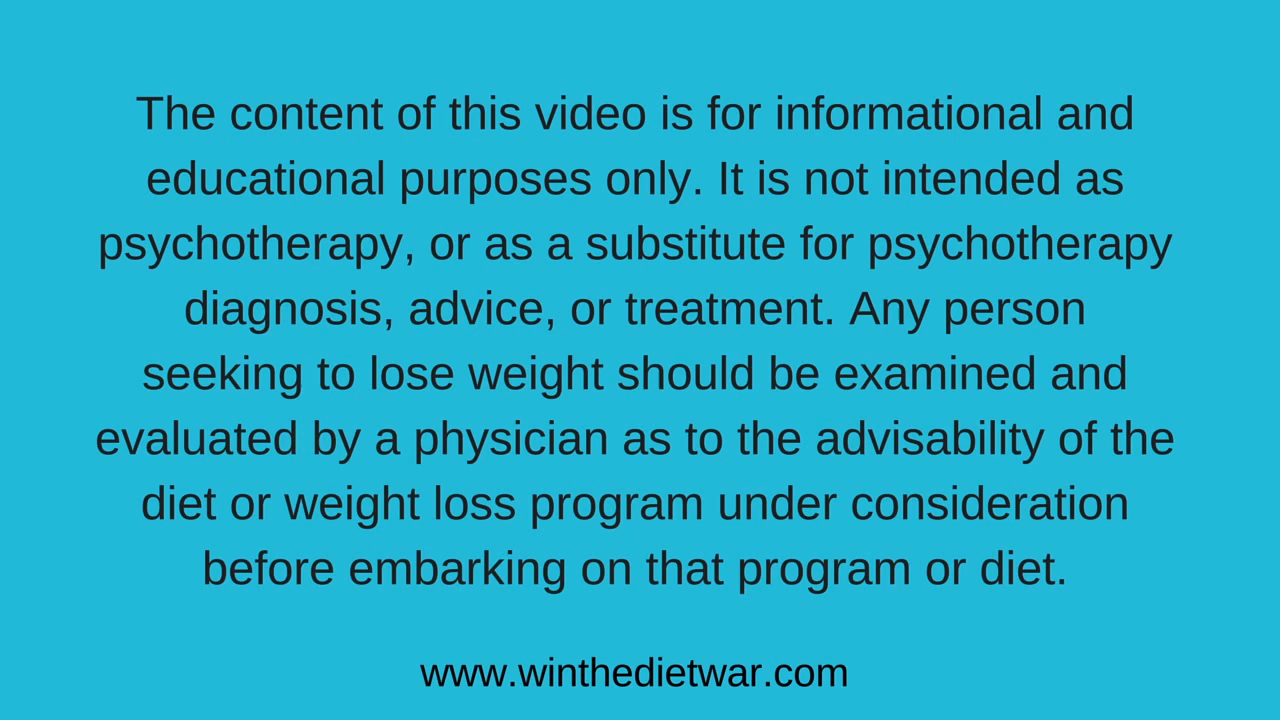 The content of this video is for informational and
educational purposes only. It is not intended as
psychotherapy, or as a substitute for psychotherapy
diagnosis, advice, or treatment. Any person
seeking to lose weight should be examined and
evaluated by a physician as to the advisability of the
diet or weight loss program under consideration
before embarking on that program or diet.
www.winthedietwar.com